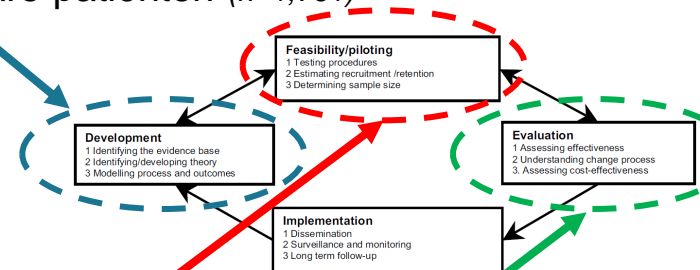 Feasibility/piloting
1 Testing procedures
2 Estimating recruitment /retention
3 Determining sample size
Development
1 Identifying the evidence base
2 Identifying/developing theory
3 Modelling process and outcomes
Evaluation
1 Assessing effectiveness
2 Understanding change process
3. Assessing cost-effectiveness
Implementation
1 Dissemination
2 Surveillance and monitoring
3 Long term follow-up